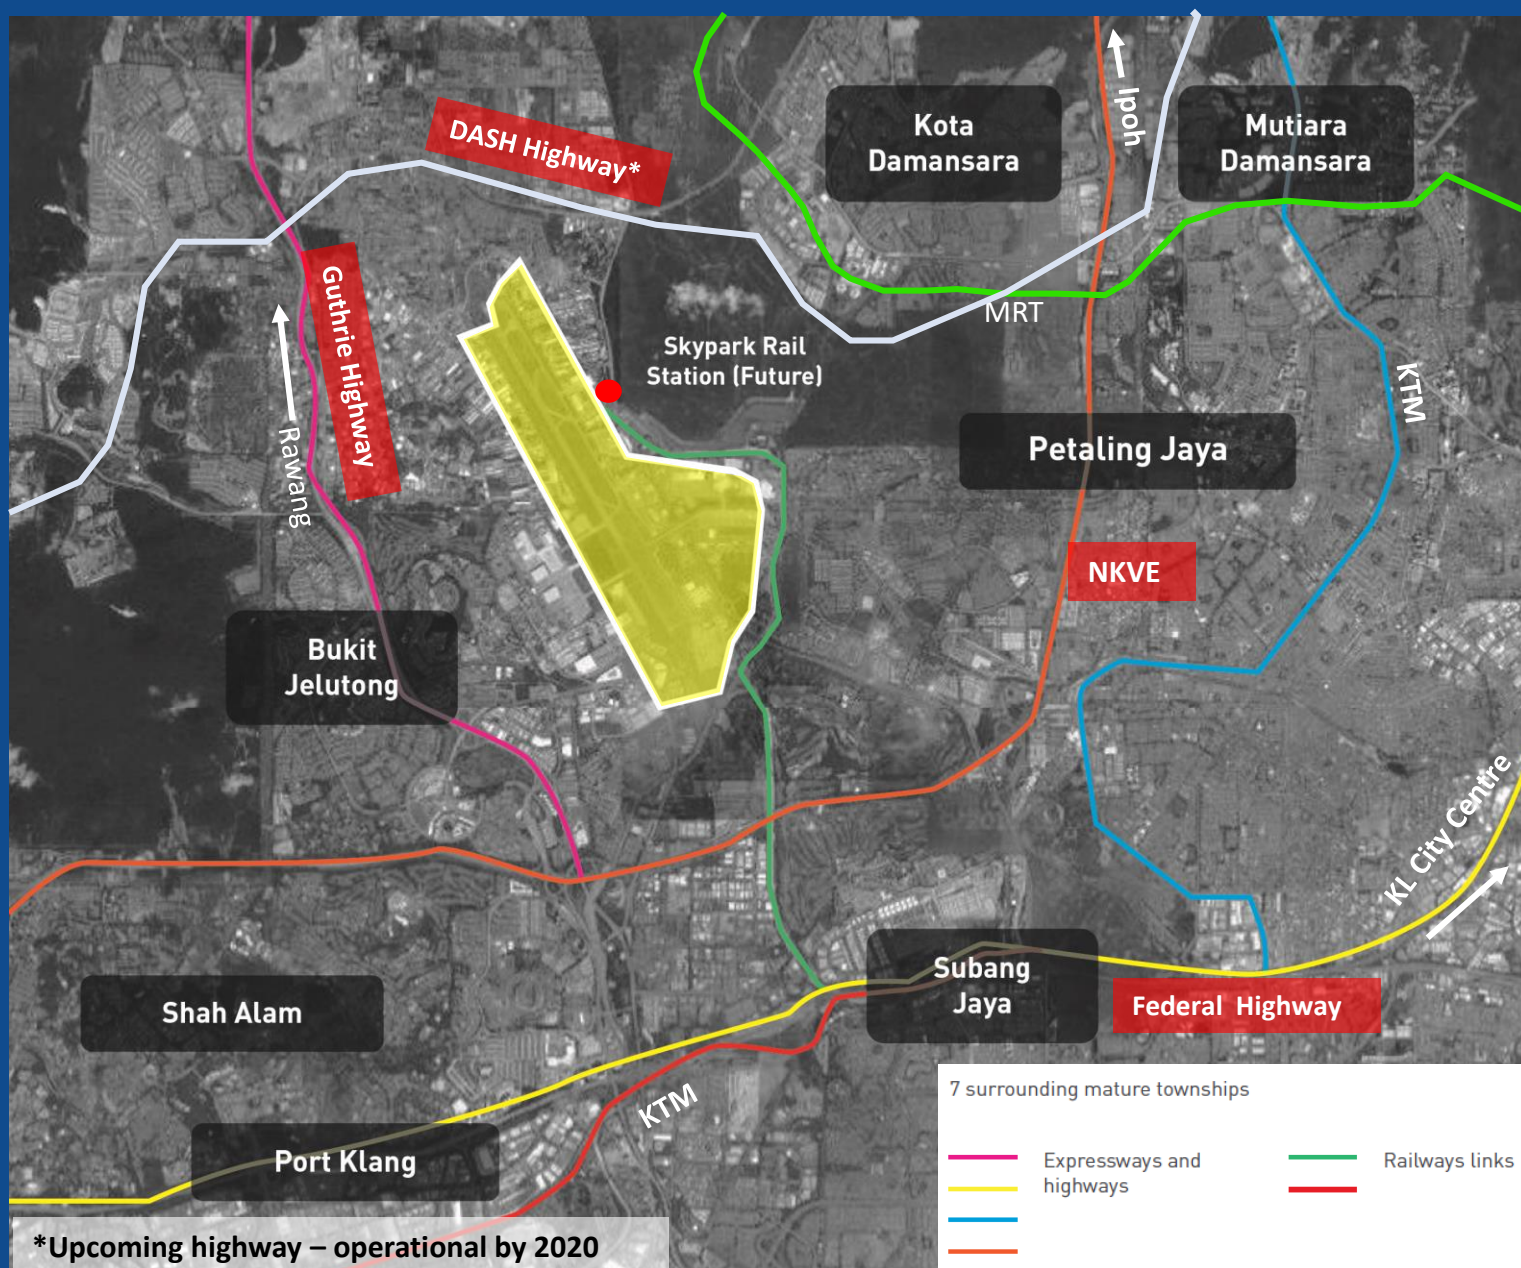 DASH Highway*
Kota
Damansara
Ipoh
Mutiara
Damansara
Guthrie Highway
Rawang
MRT
Skypark Rail
Station (Future)
KTM
Petaling Jaya
NKVE
Bukit
Jelutong
KL City Centre
Subang
Jaya
Shah Alam
Federal Highway
KTM
Port Klang
7 surrounding mature townships
Expressways and
highways
Railways links
*Upcoming highway – operational by 2020